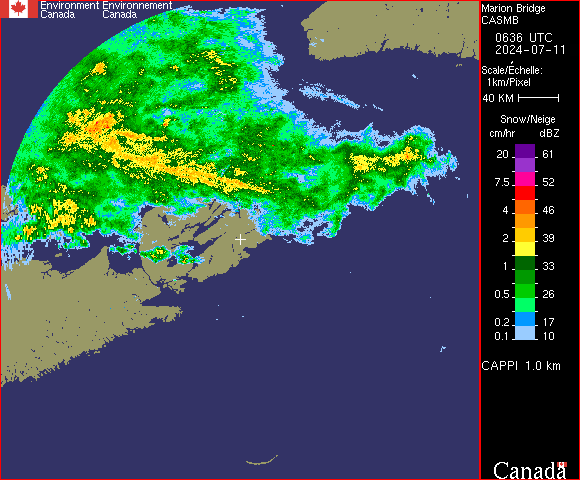 Environment Environnement
Canada Canada
Marion Bridge
CASMB
0636 UTC
2024-07-11
Scale/Echelle:
1km/Pixel
40 KM
Snow/Neige
cm/hr dBZ
20 61
7.5 52
4 46
2 39
1 33
0.5 26
0.2 17
0.1 10
CAPPI 1.0 km
Canada